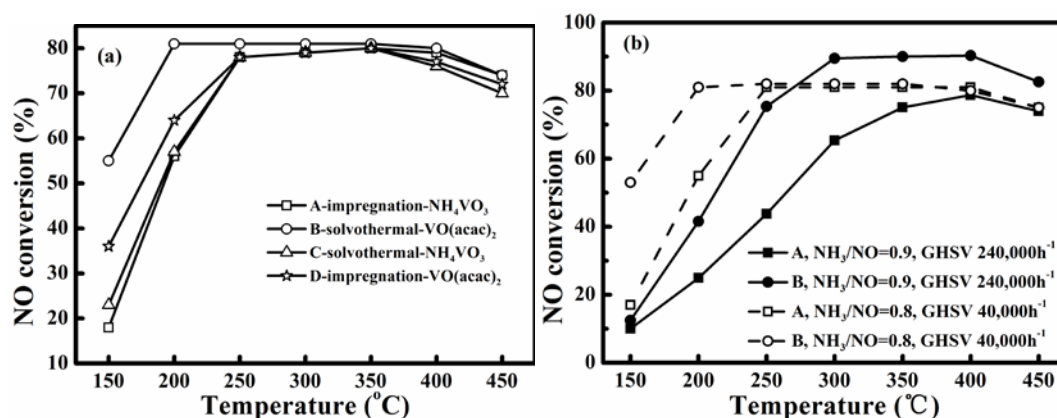 (a)
NO conversion (%)
80
70
60
50
40
30
20
10
A-impregnation-NH₄VO₃
B-solvothermal-VO(acac)₂
C-solvothermal-NH₄VO₃
D-impregnation-VO(acac)₂
150 200 250 300 350 400 450
Temperature (°C)
(b)
NO conversion (%)
100
80
60
40
20
0
A, NH₃/NO=0.9, GHSV 240,000h⁻¹
B, NH₃/NO=0.9, GHSV 240,000h⁻¹
A, NH₃/NO=0.8, GHSV 40,000h⁻¹
B, NH₃/NO=0.8, GHSV 40,000h⁻¹
150 200 250 300 350 400 450
Temperature (℃)